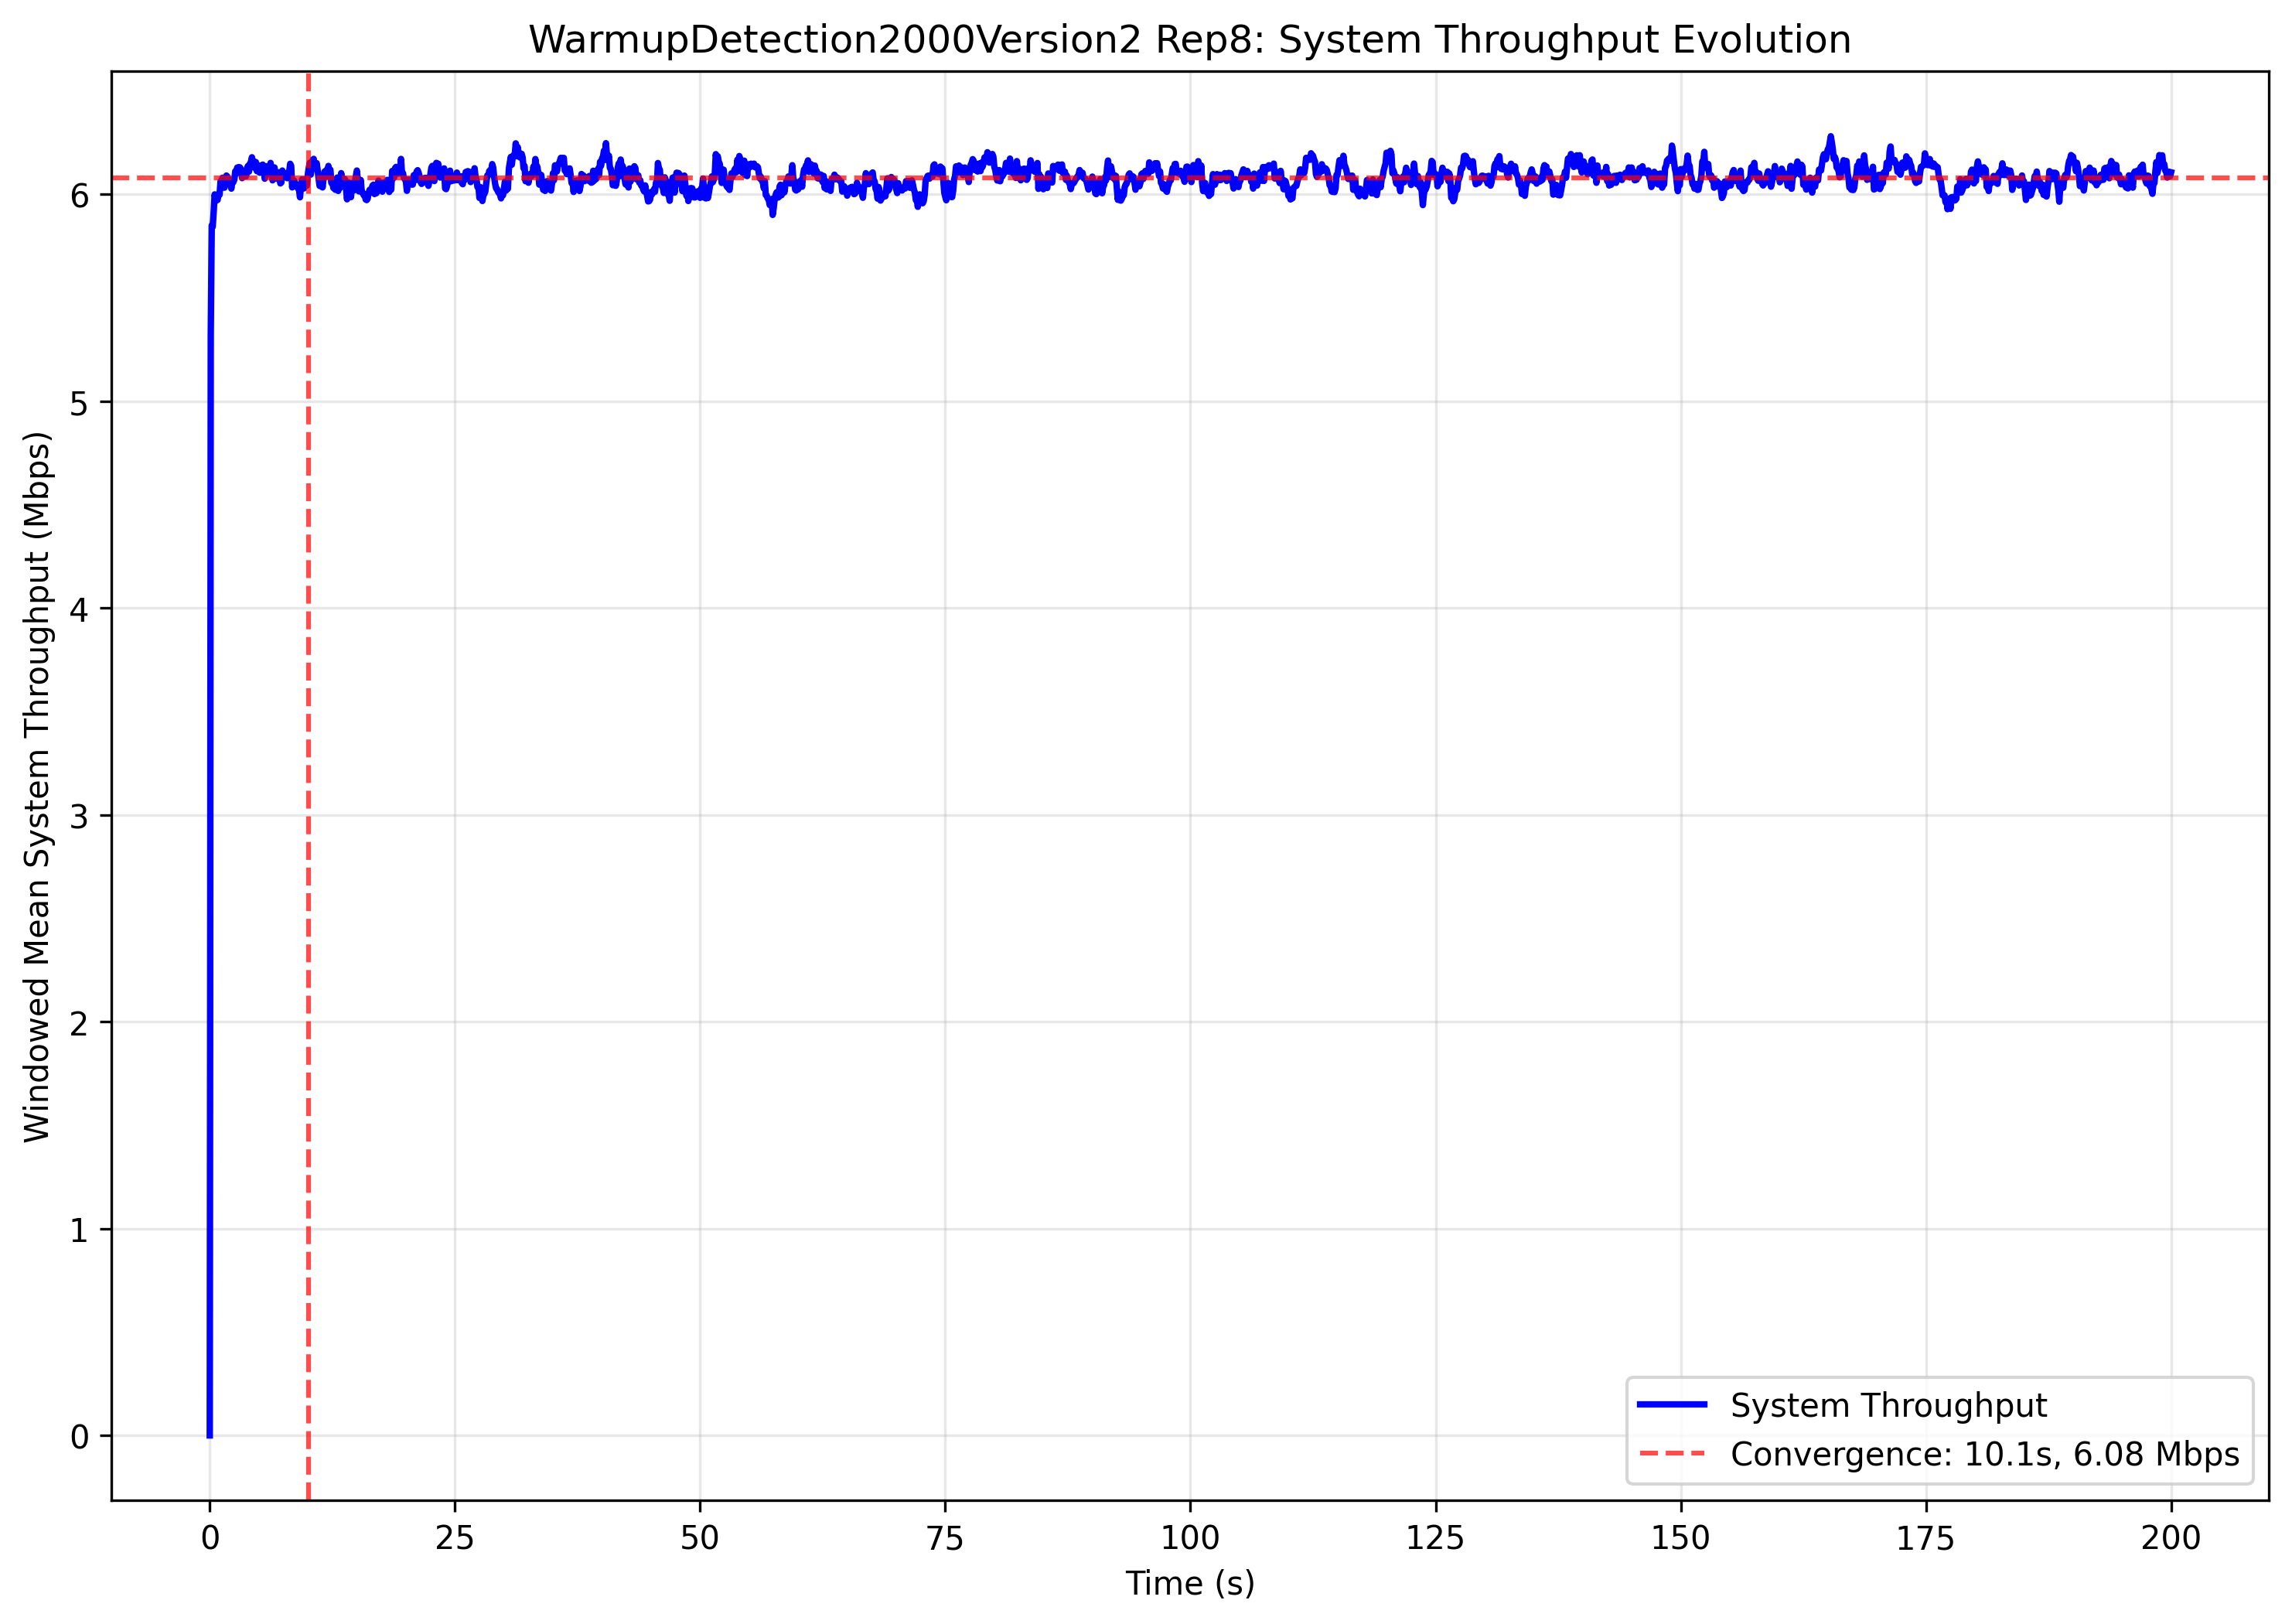 WarmupDetection2000Version2 Rep8: System Throughput Evolution
Windowed Mean System Throughput (Mbps)
6
5
4
3
2
1
0
System Throughput
Convergence: 10.1s, 6.08 Mbps
0 25 50 75 100 125 150 175 200
Time (s)